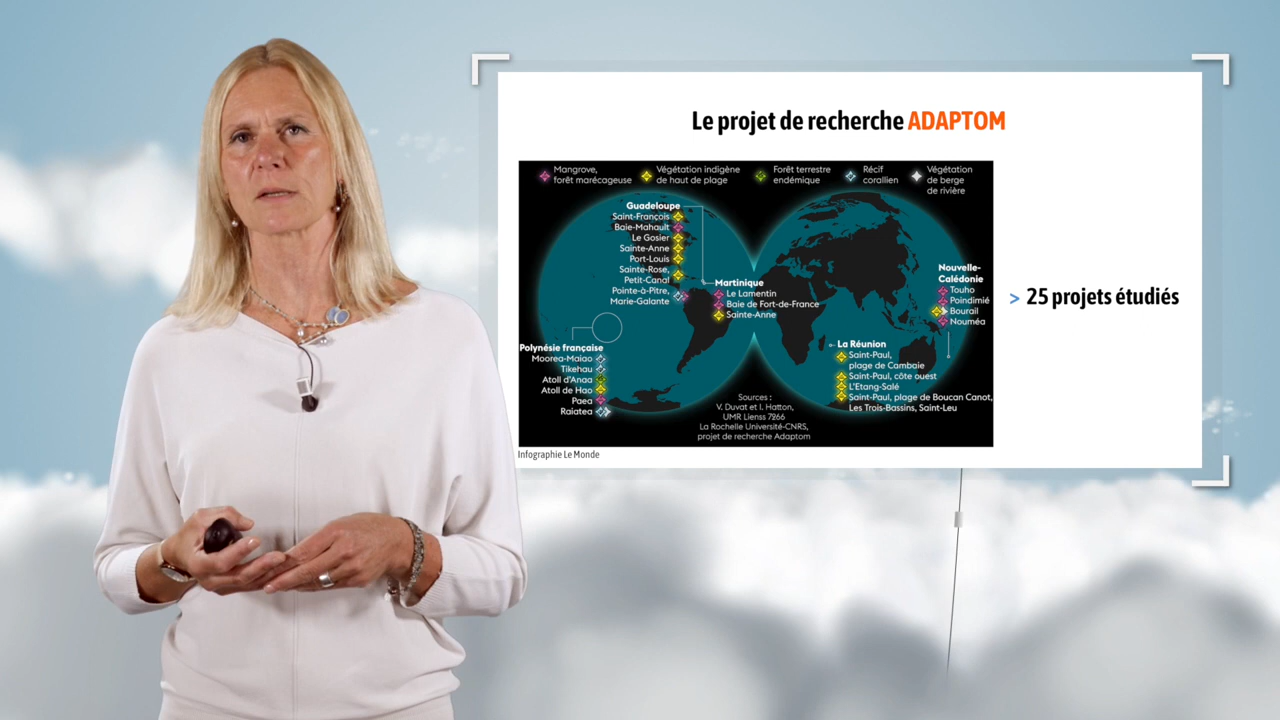 Le projet de recherche ADAPTOM
Mangrove,
forêt marécageuse
Végétation indigène
de haut de plage
Forêt terrestre
endémique
Récif
corallien
Végétation
de berge
de rivière
Guadeloupe
Saint-François
Baie-Mahault
Le Gosier
Sainte-Anne
Port-Louis
Sainte-Rose,
Petit-Canal
Pointe-à-Pitre,
Marie-Galante
Martinique
Le Lamentin
Baie de Fort-de-France
Sainte-Anne
Nouvelle-
Calédonie
Touho
Poindimié
Bourail
Nouméa
Polynésie française
Moorea-Maiao
Tikehau
Atoll d'Anaa
Atoll de Hao
Paea
Raiatea
La Réunion
Saint-Paul,
plage de Cambaie
Saint-Paul, côte ouest
L'Etang-Salé
Saint-Paul, plage de Boucan Canot,
Les Trois-Bassins, Saint-Leu
Sources :
V. Duvat et I. Hatton,
UMR Lienss 7266
La Rochelle Université-CNRS,
projet de recherche Adaptom
Infographie Le Monde
> 25 projets étudiés